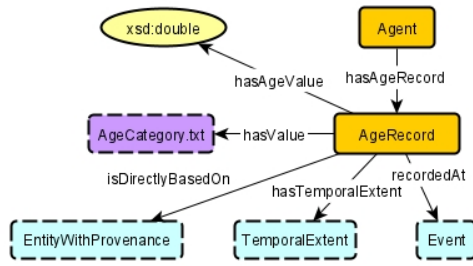 xsd:double
Agent
hasAgeValue
hasAgeRecord
AgeCategory.txt
hasValue
AgeRecord
isDirectlyBasedOn
hasTemporalExtent
recordedAt
EntityWithProvenance
TemporalExtent
Event